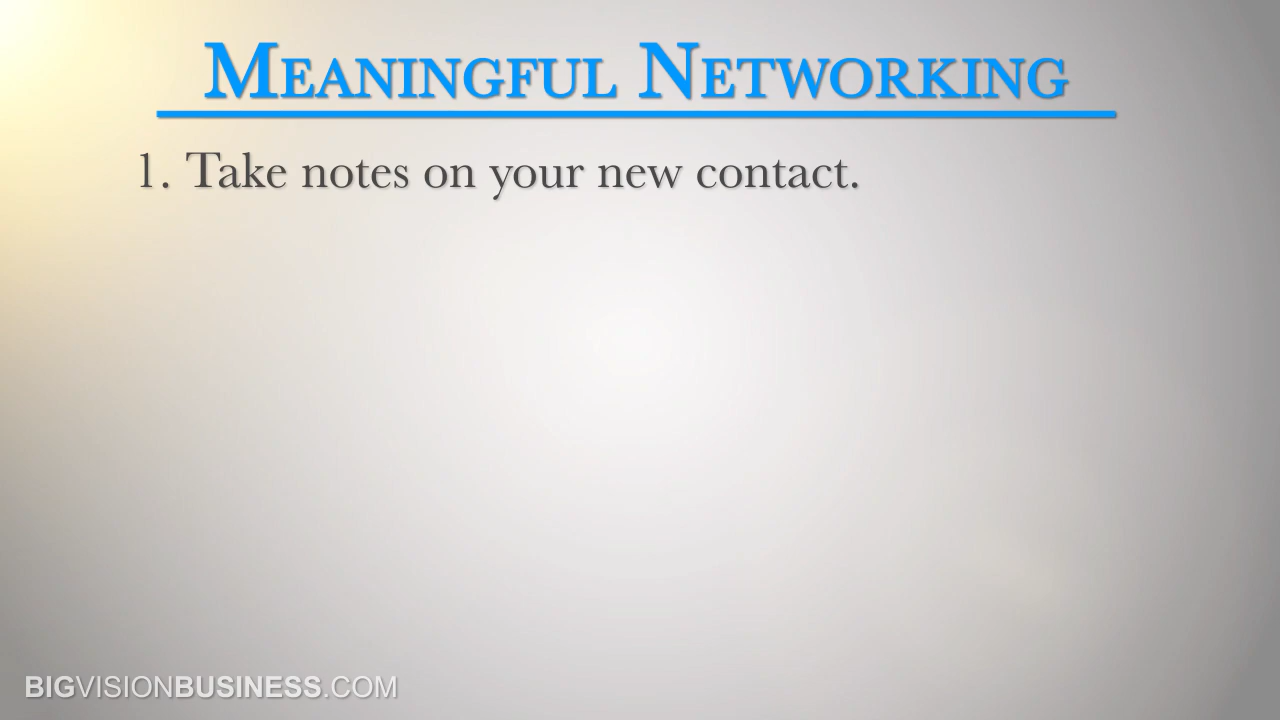 Meaningful Networking
1. Take notes on your new contact.
BIGVISIONBUSINESS.COM